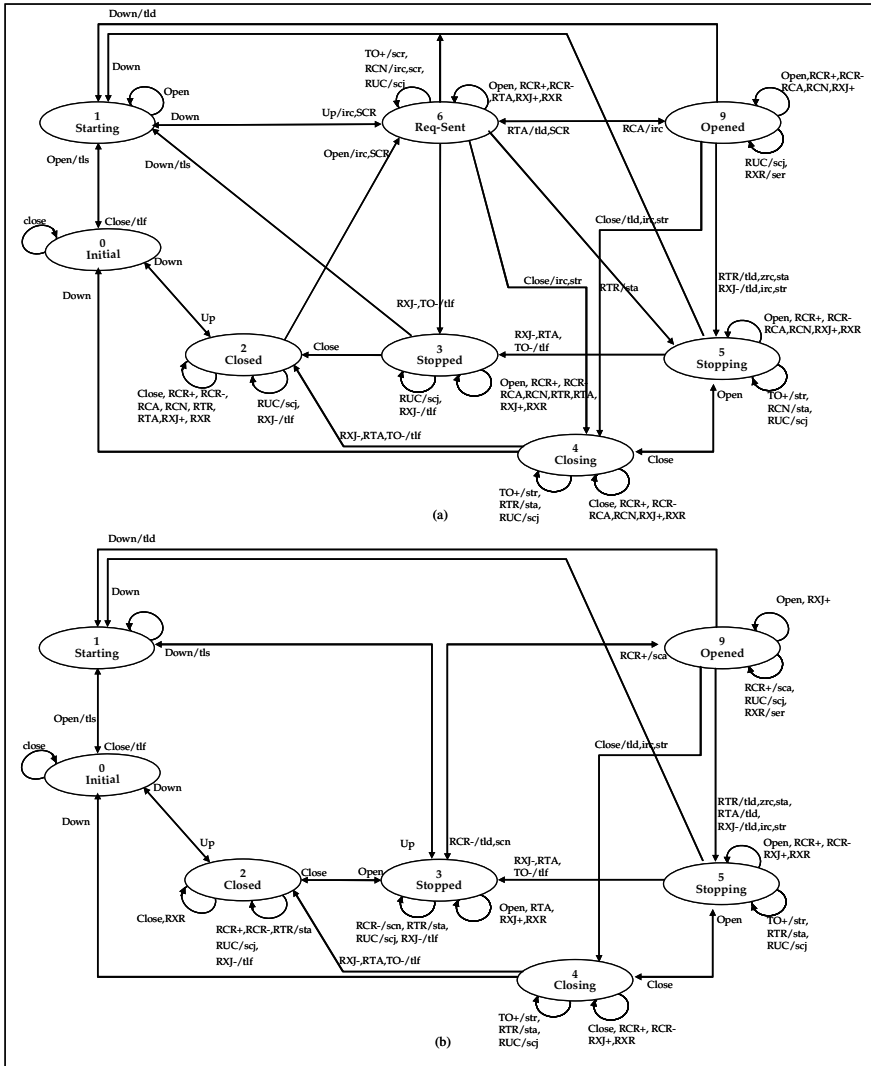 Down/tld
Down
TO+/scr,
RCN/irc,scr,
RUC/scj
Open, RCR+,RCR-
,RTA,RXJ+,RXR
Open,RCR+,RCR-
RCA,RCN,RXJ+
Open
1
Starting
Down
Up/irc,SCR
6
Req-Sent
RTA/tld,SCR
RCA/irc
9
Opened
Open/tls
Down/tls
Open/irc,SCR
RUC/scj,
RXR/ser
close
Close/tlf
0
Initial
Down
Down
Close/tld,irc,str
Close/irc,str
RTR/sta
RTR/tld,zrc,sta
RXJ-/tld,irc,str
RXJ-,TO-/tlf
Up
2
Closed
Close
3
Stopped
RXJ-,RTA,
TO-/tlf
Open, RCR+, RCR-
RCA,RCN,RXJ+,RXR
5
Stopping
Close, RCR+, RCR-,
RCA, RCN, RTR,
RTA,RXJ+, RXR
RUC/scj,
RXJ-/tlf
RUC/scj,
RXJ-/tlf
Open, RCR+, RCR-
RCA,RCN,RTR,RTA,
RXJ+,RXR
Open
TO+/str,
RCN/sta,
RUC/scj
RXJ-,RTA,TO-/tlf
4
Closing
Close
TO+/str,
RTR/sta,
RUC/scj
Close, RCR+, RCR-
RCA,RCN,RXJ+,RXR
(a)
Down/tld
Down
Open, RXJ+
1
Starting
Down/tls
RCR+/sca
9
Opened
RCR+/sca,
RUC/scj,
RXR/ser
Open/tls
close
Close/tlf
0
Initial
Down
Down
Close/tld,irc,str
RTR/tld,zrc,sta,
RTA/tld,
RXJ-/tld,irc,str
Up
Up
RCR-/tld,scn
2
Closed
Close
Open
3
Stopped
RXJ-,RTA,
TO-/tlf
Open, RCR+, RCR-
RXJ+,RXR
5
Stopping
Close,RXR
RCR+,RCR-,RTR/sta
RUC/scj,
RXJ-/tlf
RCR-/scn, RTR/sta,
RUC/scj, RXJ-/tlf
Open, RTA,
RXJ+,RXR
Open
TO+/str,
RTR/sta,
RUC/scj
RXJ-,RTA,TO-/tlf
4
Closing
Close
TO+/str,
RTR/sta,
RUC/scj
Close, RCR+, RCR-
RXJ+,RXR
(b)